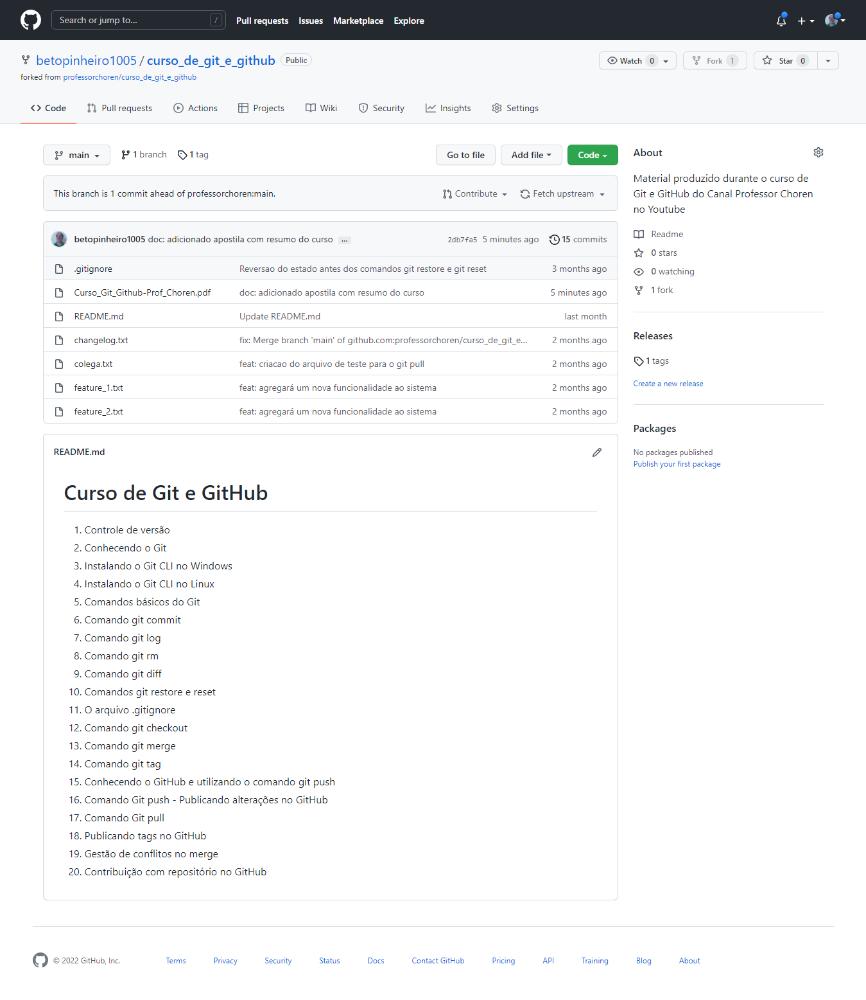 Search or jump to... /
Pull requests Issues Marketplace Explore
betopinheiro1005 / curso_de_git_e_github Public
Watch 0 Fork 1 Star 0
forked from professorchoren/curso_de_git_e_github
Code Pull requests Actions Projects Wiki Security Insights Settings
main 1 branch 1 tag Go to file Add file Code
This branch is 1 commit ahead of professorchoren:main. Contribute Fetch upstream
betopinheiro1005 doc: adicionado apostila com resumo do curso ... 2db7fa5 5 minutes ago 15 commits
.gitignore Reversao do estado antes dos comandos git restore e git reset 3 months ago
Curso_Git_Github-Prof_Choren.pdf doc: adicionado apostila com resumo do curso 5 minutes ago
README.md Update README.md last month
changelog.txt fix: Merge branch 'main' of github.com:professorchoren/curso_de_git_e... 2 months ago
colega.txt feat: criacao do arquivo de teste para o git pull 2 months ago
feature_1.txt feat: agregará um nova funcionalidade ao sistema 2 months ago
feature_2.txt feat: agregará um nova funcionalidade ao sistema 2 months ago
README.md
Curso de Git e GitHub
1. Controle de versão
2. Conhecendo o Git
3. Instalando o Git CLI no Windows
4. Instalando o Git CLI no Linux
5. Comandos básicos do Git
6. Comando git commit
7. Comando git log
8. Comando git rm
9. Comando git diff
10. Comandos git restore e reset
11. O arquivo .gitignore
12. Comando git checkout
13. Comando git merge
14. Comando git tag
15. Conhecendo o GitHub e utilizando o comando git push
16. Comando Git push - Publicando alterações no GitHub
17. Comando Git pull
18. Publicando tags no GitHub
19. Gestão de conflitos no merge
20. Contribuição com repositório no GitHub
About
Material produzido durante o curso de
Git e GitHub do Canal Professor Choren
no Youtube
Readme
0 stars
0 watching
1 fork
Releases
1 tags
Create a new release
Packages
No packages published
Publish your first package
© 2022 GitHub, Inc. Terms Privacy Security Status Docs Contact GitHub Pricing API Training Blog About